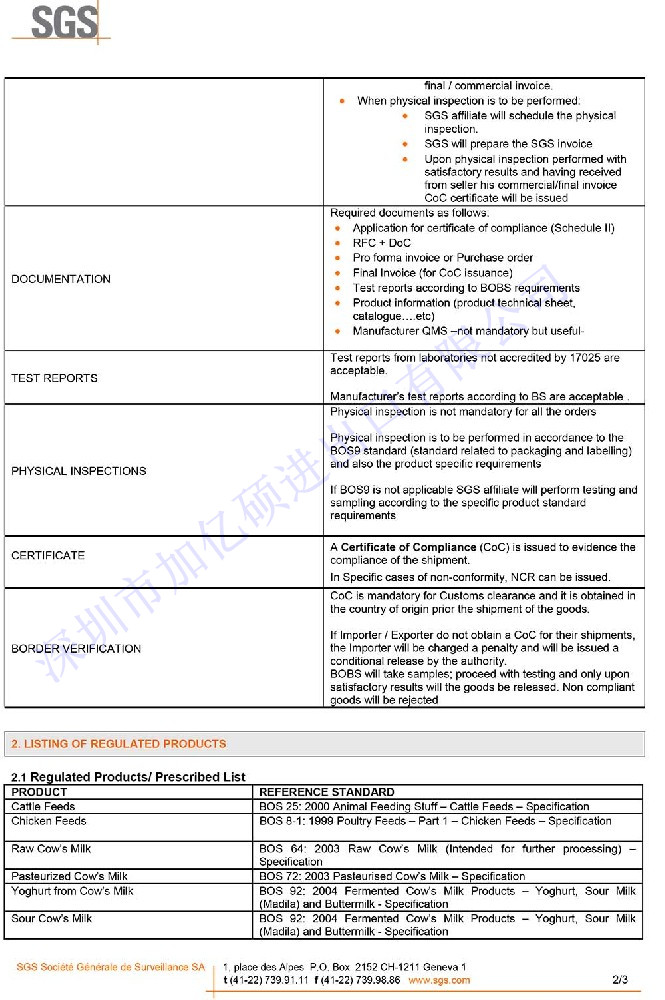 SGS
final / commercial invoice.
● When physical inspection is to be performed:
● SGS affiliate will schedule the physical
inspection.
● SGS will prepare the SGS invoice
● Upon physical inspection performed with
satisfactory results and having received
from seller his commercial/final invoice
CoC certificate will be issued
DOCUMENTATION
Required documents as follows:
● Application for certificate of compliance (Schedule II)
● RFC + DoC
● Pro forma invoice or Purchase order
● Final Invoice (for CoC issuance)
● Test reports according to BOBS requirements
● Product information (product technical sheet,
catalogue….etc)
● Manufacturer QMS –not mandatory but useful-
TEST REPORTS
Test reports from laboratories not accredited by 17025 are
acceptable.
Manufacturer's test reports according to BS are acceptable .
PHYSICAL INSPECTIONS
Physical inspection is not mandatory for all the orders
Physical inspection is to be performed in accordance to the
BOS9 standard (standard related to packaging and labelling)
and also the product specific requirements
If BOS9 is not applicable SGS affiliate will perform testing and
sampling according to the specific product standard
requirements
CERTIFICATE
A Certificate of Compliance (CoC) is issued to evidence the
compliance of the shipment.
In Specific cases of non-conformity, NCR can be issued.
BORDER VERIFICATION
CoC is mandatory for Customs clearance and it is obtained in
the country of origin prior the shipment of the goods.
If Importer / Exporter do not obtain a CoC for their shipments,
the Importer will be charged a penalty and will be issued a
conditional release by the authority.
BOBS will take samples; proceed with testing and only upon
satisfactory results will the goods be released. Non compliant
goods will be rejected
深圳市加亿硕进出口有限公司
2. LISTING OF REGULATED PRODUCTS
2.1 Regulated Products/ Prescribed List
PRODUCT REFERENCE STANDARD
Cattle Feeds BOS 25: 2000 Animal Feeding Stuff – Cattle Feeds – Specification
Chicken Feeds BOS 8-1: 1999 Poultry Feeds – Part 1 – Chicken Feeds – Specification
Raw Cow's Milk BOS 64: 2003 Raw Cow's Milk (Intended for further processing) –
Specification
Pasteurized Cow's Milk BOS 72: 2003 Pasteurised Cow's Milk – Specification
Yoghurt from Cow's Milk BOS 92: 2004 Fermented Cow's Milk Products – Yoghurt, Sour Milk
(Madila) and Buttermilk - Specification
Sour Cow's Milk BOS 92: 2004 Fermented Cow's Milk Products – Yoghurt, Sour Milk
(Madila) and Buttermilk - Specification
SGS Société Générale de Surveillance SA 1, place des Alpes P.O. Box 2152 CH-1211 Geneva 1
t (41-22) 739.91.11 f (41-22) 739.98.86 www.sgs.com 2/3